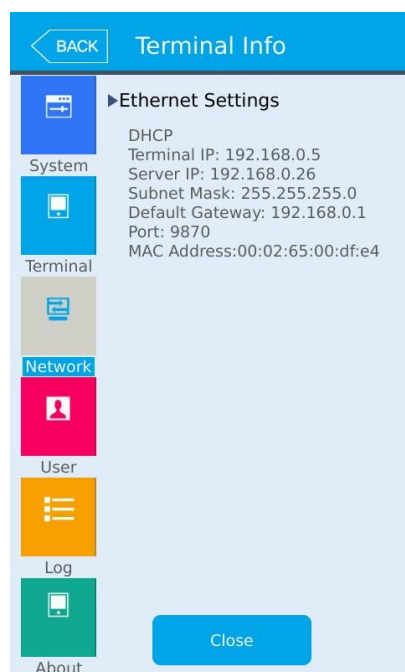 BACK
Terminal Info
System
Terminal
Network
User
Log
About
Ethernet Settings
DHCP
Terminal IP: 192.168.0.5
Server IP: 192.168.0.26
Subnet Mask: 255.255.255.0
Default Gateway: 192.168.0.1
Port: 9870
MAC Address:00:02:65:00:df:e4
Close